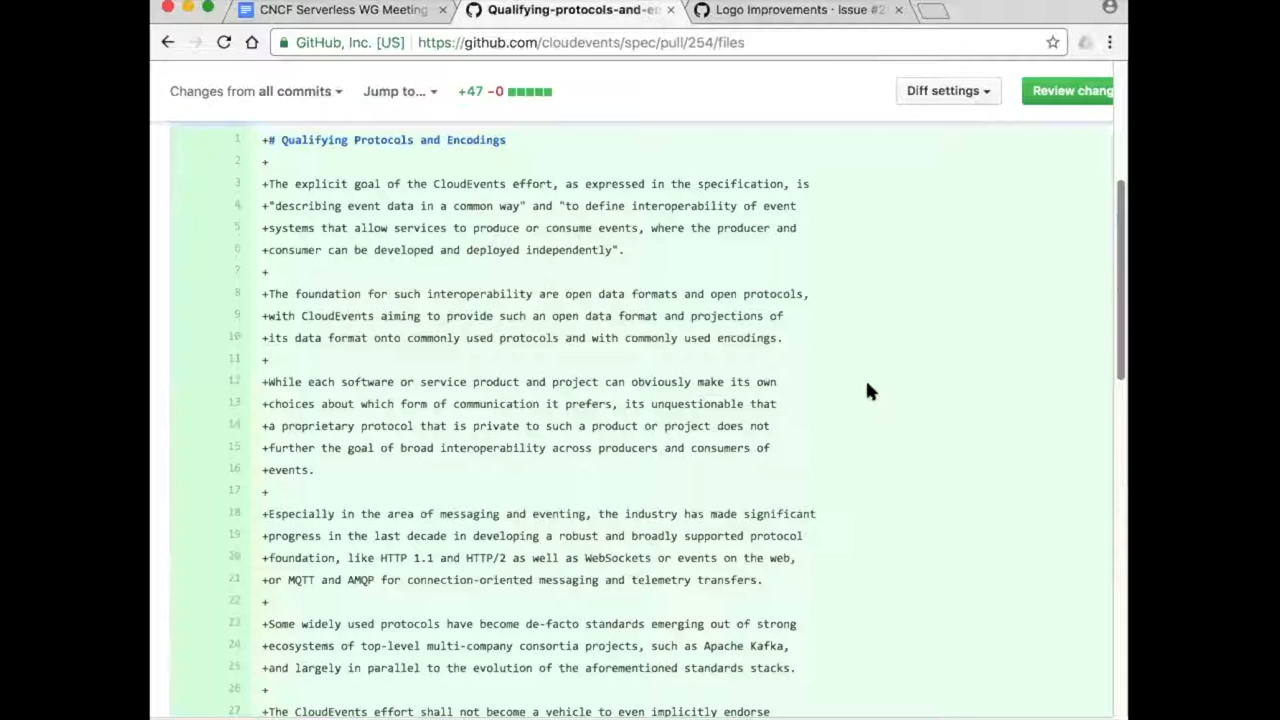 CNCF Serverless WG Meeting
Qualifying-protocols-and-e
Logo Improvements · Issue #2
GitHub, Inc. [US] https://github.com/cloudevents/spec/pull/254/files
Changes from all commits Jump to... +47 −0 Diff settings Review chang
1 +# Qualifying Protocols and Encodings
2 +
3 +The explicit goal of the CloudEvents effort, as expressed in the specification, is
4 +"describing event data in a common way" and "to define interoperability of event
5 +systems that allow services to produce or consume events, where the producer and
6 +consumer can be developed and deployed independently".
7 +
8 +The foundation for such interoperability are open data formats and open protocols,
9 +with CloudEvents aiming to provide such an open data format and projections of
10 +its data format onto commonly used protocols and with commonly used encodings.
11 +
12 +While each software or service product and project can obviously make its own
13 +choices about which form of communication it prefers, its unquestionable that
14 +a proprietary protocol that is private to such a product or project does not
15 +further the goal of broad interoperability across producers and consumers of
16 +events.
17 +
18 +Especially in the area of messaging and eventing, the industry has made significant
19 +progress in the last decade in developing a robust and broadly supported protocol
20 +foundation, like HTTP 1.1 and HTTP/2 as well as WebSockets or events on the web,
21 +or MQTT and AMQP for connection-oriented messaging and telemetry transfers.
22 +
23 +Some widely used protocols have become de-facto standards emerging out of strong
24 +ecosystems of top-level multi-company consortia projects, such as Apache Kafka,
25 +and largely in parallel to the evolution of the aforementioned standards stacks.
26 +
27 +The CloudEvents effort shall not become a vehicle to even implicitly endorse